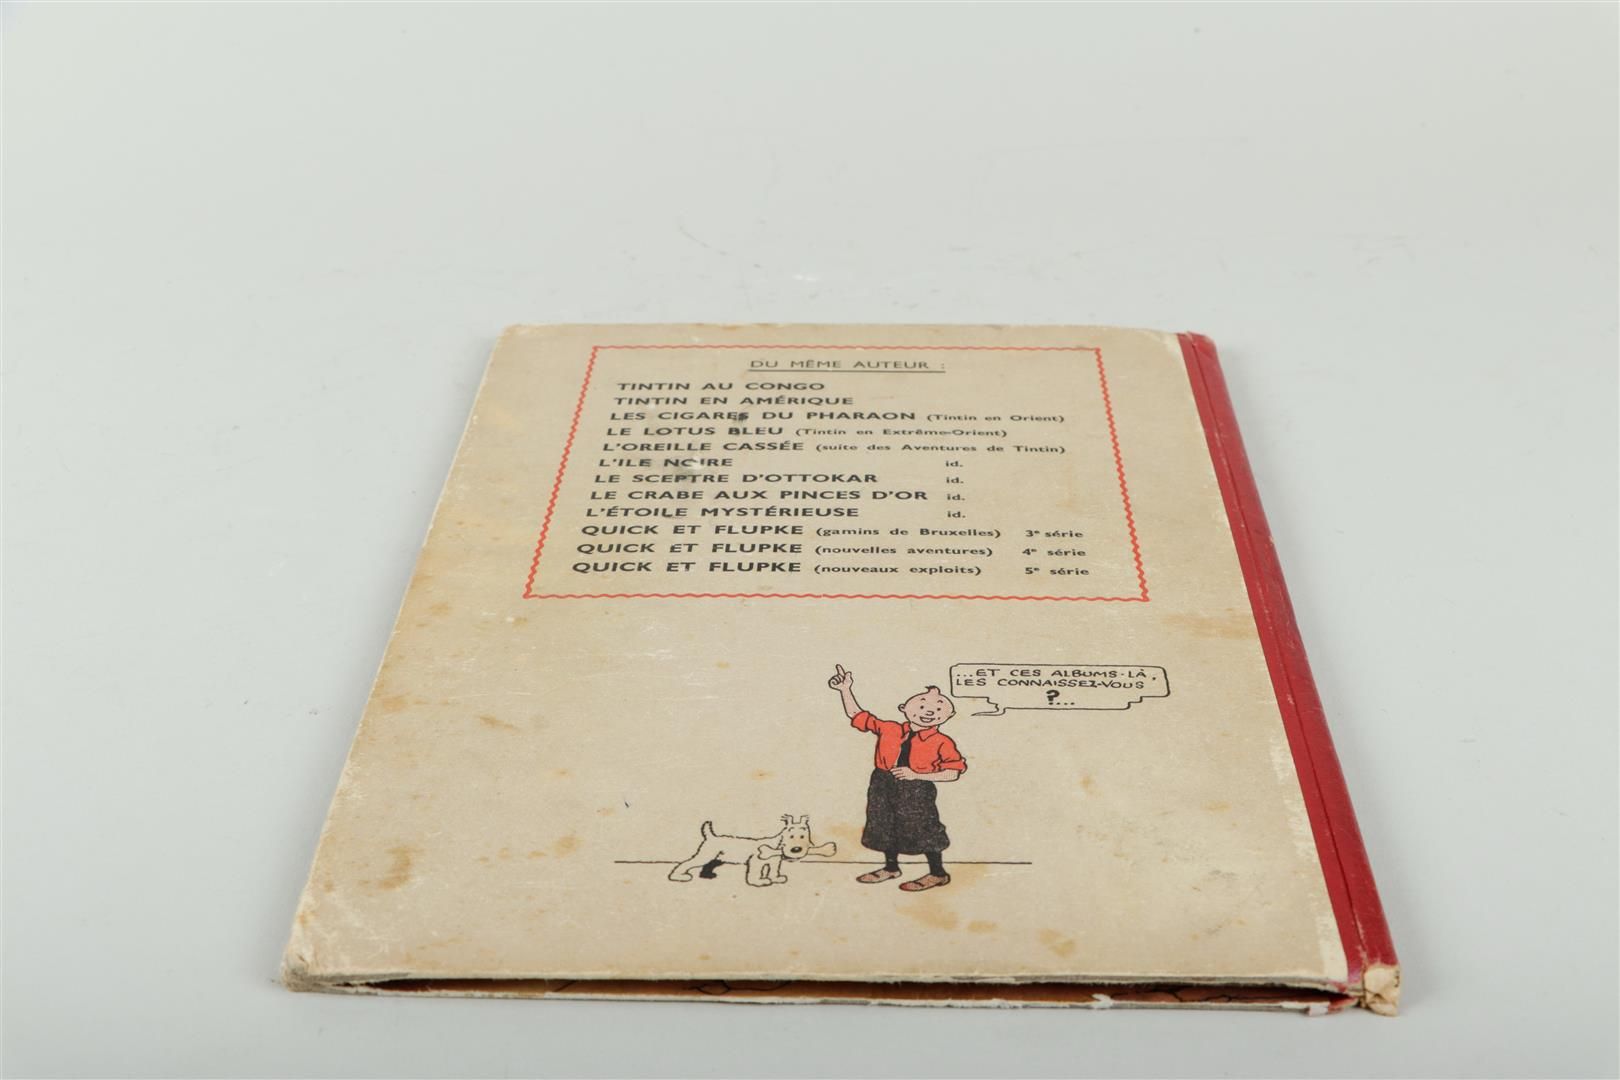 DU MÊME AUTEUR :
TINTIN AU CONGO
TINTIN EN AMÉRIQUE
LES CIGARES DU PHARAON (Tintin en Orient)
LE LOTUS BLEU (Tintin en Extrême-Orient)
L'OREILLE CASSÉE (suite des Aventures de Tintin)
L'ILE NOIRE id.
LE SCEPTRE D'OTTOKAR id.
LE CRABE AUX PINCES D'OR id.
L'ÉTOILE MYSTÉRIEUSE id.
QUICK ET FLUPKE (gamins de Bruxelles) 3e série
QUICK ET FLUPKE (nouvelles aventures) 4e série
QUICK ET FLUPKE (nouveaux exploits) 5e série
...ET CES ALBUMS-LÀ,
LES CONNAISSEZ-VOUS
?...